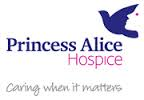 Princess Alice
Hospice
Caring when it matters